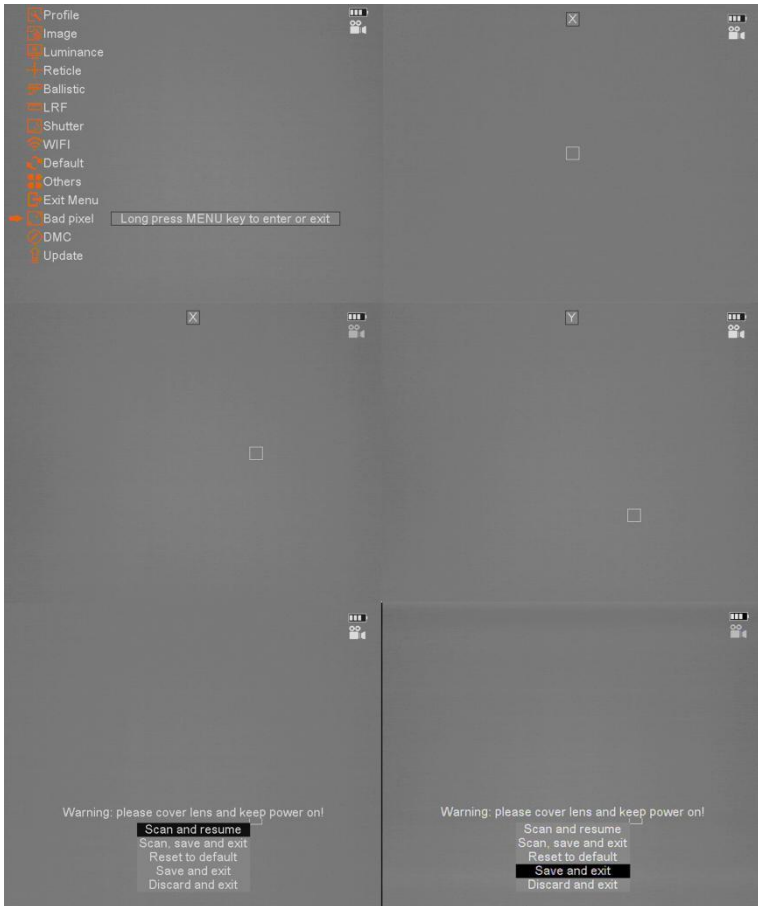 Profile
Image
Luminance
Reticle
Ballistic
LRF
Shutter
WIFI
Default
Others
Exit Menu
Bad pixel Long press MENU key to enter or exit
DMC
Update
X
X
Y
Warning: please cover lens and keep power on!
Scan and resume
Scan, save and exit
Reset to default
Save and exit
Discard and exit
Warning: please cover lens and keep power on!
Scan and resume
Scan, save and exit
Reset to default
Save and exit
Discard and exit